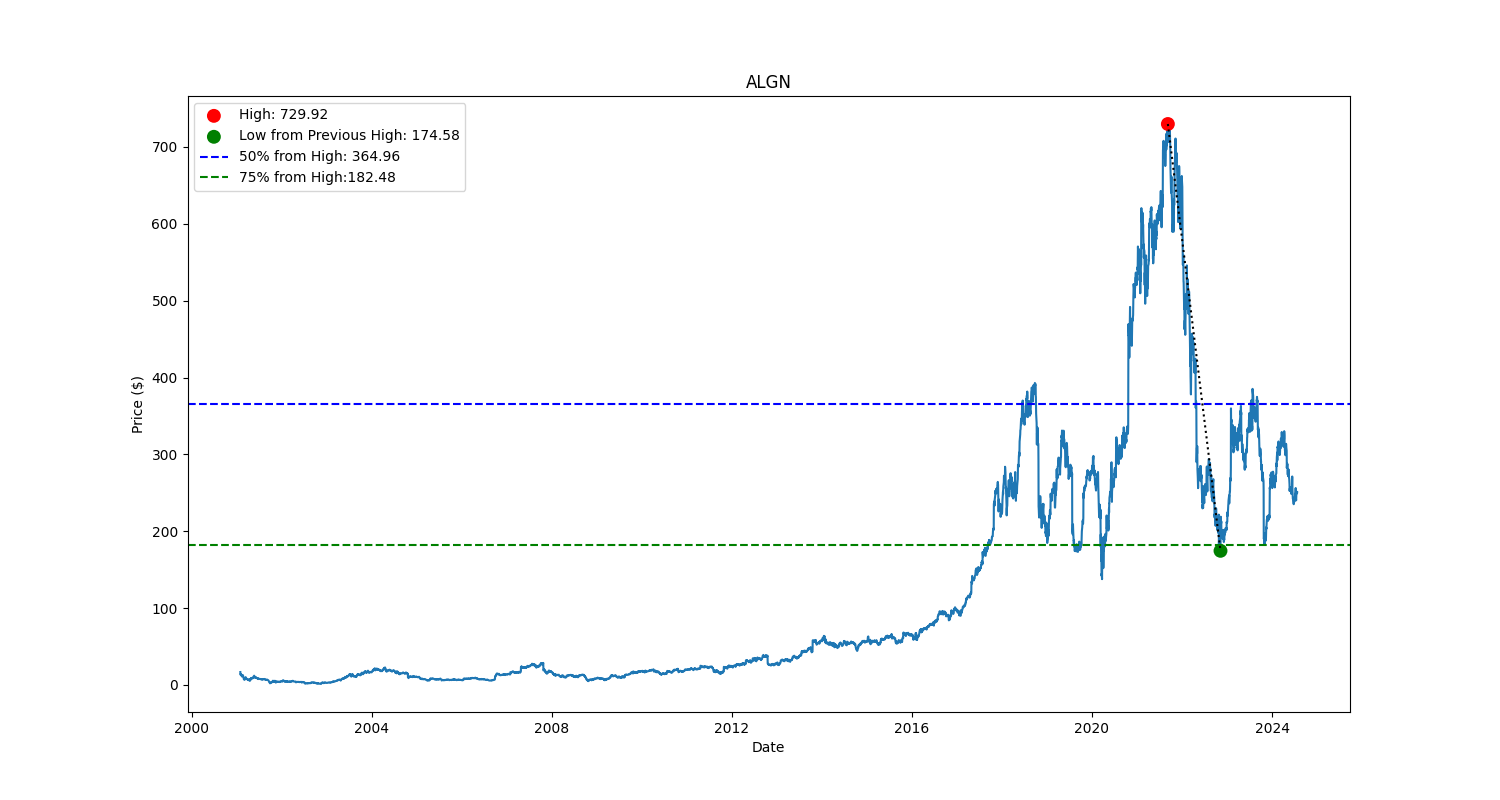 ALGN
High: 729.92
Low from Previous High: 174.58
50% from High: 364.96
75% from High:182.48
Price ($)
700
600
500
400
300
200
100
0
2000 2004 2008 2012 2016 2020 2024
Date